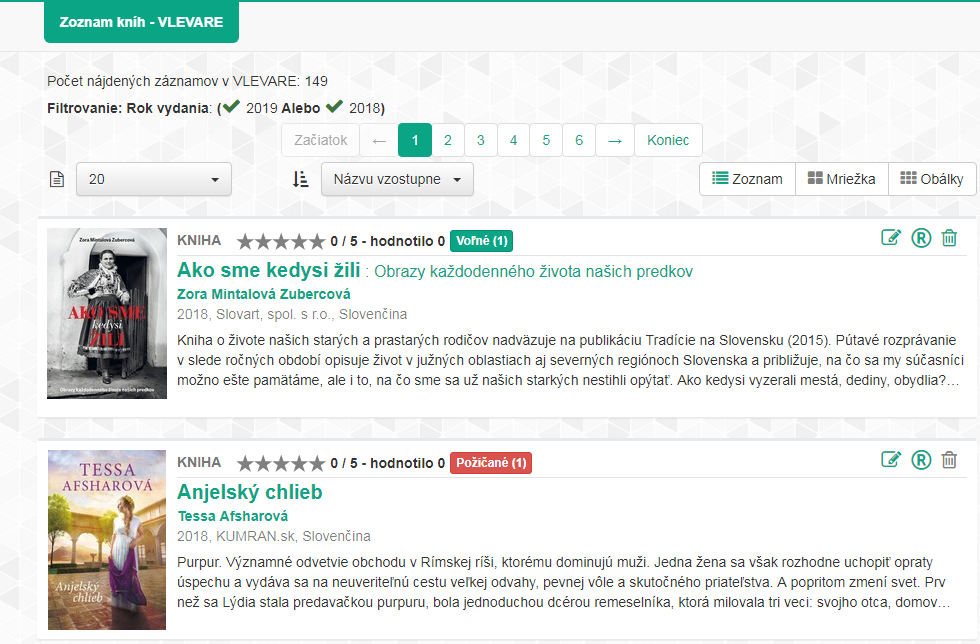 Zoznam kníh - VLEVARE
Počet nájdených záznamov v VLEVARE: 149
Filtrovanie: Rok vydania: ( 2019 Alebo 2018)
Začiatok ← 1 2 3 4 5 6 → Koniec
20 Názvu vzostupne Zoznam Mriežka Obálky
Zora Mintalová Zubercová
AKO SME
kedysi
ŽILI
Obrazy každodenného života našich predkov
KNIHA 0 / 5 - hodnotilo 0 Voľné (1) R
Ako sme kedysi žili : Obrazy každodenného života našich predkov
Zora Mintalová Zubercová
2018, Slovart, spol. s r.o., Slovenčina
Kniha o živote našich starých a prastarých rodičov nadväzuje na publikáciu Tradície na Slovensku (2015). Pútavé rozprávanie
v slede ročných období opisuje život v južných oblastiach aj severných regiónoch Slovenska a približuje, na čo sa my súčasníci
možno ešte pamätáme, ale i to, na čo sme sa už našich starkých nestihli opýtať. Ako kedysi vyzerali mestá, dediny, obydlia?…
TESSA
AFSHAROVÁ
Anjelský
chlieb
KNIHA 0 / 5 - hodnotilo 0 Požičané (1) R
Anjelský chlieb
Tessa Afsharová
2018, KUMRAN.sk, Slovenčina
Purpur. Významné odvetvie obchodu v Rímskej ríši, ktorému dominujú muži. Jedna žena sa však rozhodne uchopiť opraty
úspechu a vydáva sa na neuveriteľnú cestu veľkej odvahy, pevnej vôle a skutočného priateľstva. A popritom zmení svet. Prv
než sa Lýdia stala predavačkou purpuru, bola jednoduchou dcérou remeselníka, ktorá milovala tri veci: svojho otca, domov…